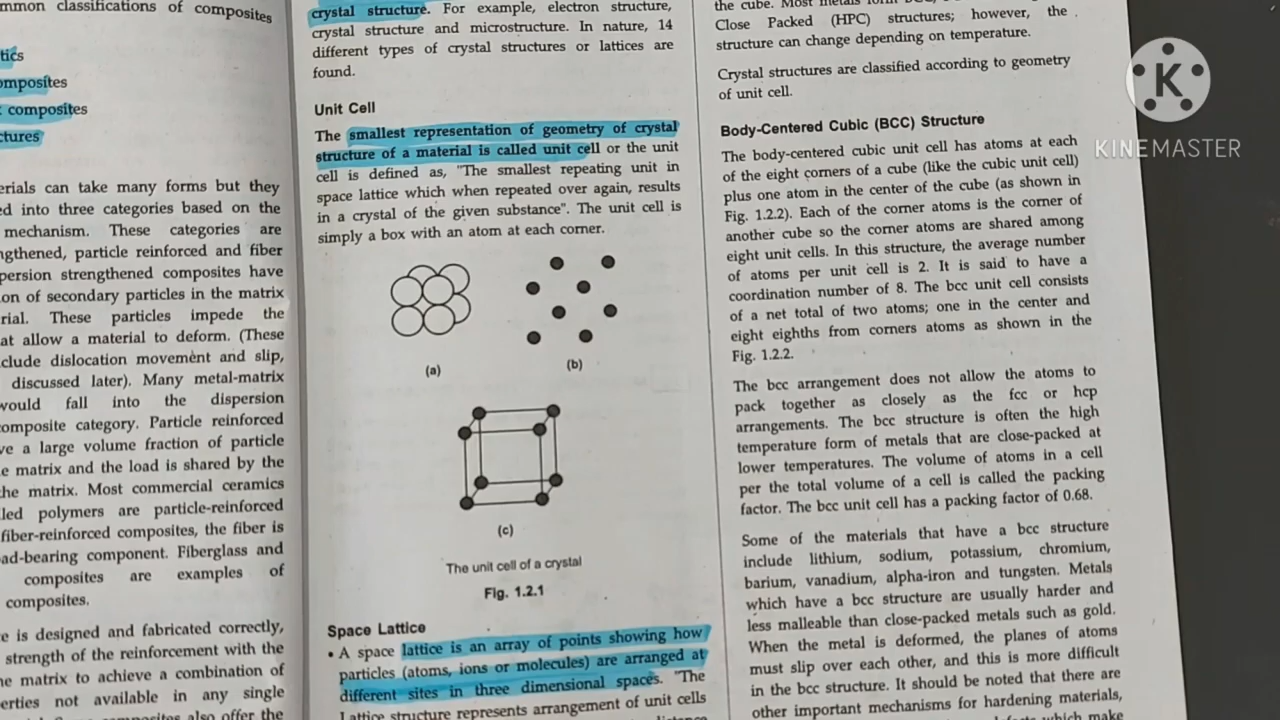 mmon classifications of composites
tics
omposites
composites
ctures
erials can take many forms but they
ed into three categories based on the
mechanism. These categories are
ngthened, particle reinforced and fiber
persion strengthened composites have
on of secondary particles in the matrix
rial. These particles impede the
at allow a material to deform. (These
clude dislocation movement and slip,
discussed later). Many metal-matrix
would fall into the dispersion
omposite category. Particle reinforced
ve a large volume fraction of particle
e matrix and the load is shared by the
he matrix. Most commercial ceramics
led polymers are particle-reinforced
fiber-reinforced composites, the fiber is
ad-bearing component. Fiberglass and
composites are examples of
composites.
e is designed and fabricated correctly,
strength of the reinforcement with the
he matrix to achieve a combination of
erties not available in any single
composites also offer the
crystal structure. For example, electron structure,
crystal structure and microstructure. In nature, 14
different types of crystal structures or lattices are
found.
Unit Cell
The smallest representation of geometry of crystal
structure of a material is called unit cell or the unit
cell is defined as, "The smallest repeating unit in
space lattice which when repeated over again, results
in a crystal of the given substance". The unit cell is
simply a box with an atom at each corner.
(a)
(b)
(c)
The unit cell of a crystal
Fig. 1.2.1
Space Lattice
• A space lattice is an array of points showing how
particles (atoms, ions or molecules) are arranged at
different sites in three dimensional spaces. "The
Lattice structure represents arrangement of unit cells
distance
the cube. Most metals form BCC,
Close Packed (HPC) structures; however, the
structure can change depending on temperature.
Crystal structures are classified according to geometry
of unit cell.
Body-Centered Cubic (BCC) Structure
The body-centered cubic unit cell has atoms at each
of the eight corners of a cube (like the cubic unit cell)
plus one atom in the center of the cube (as shown in
Fig. 1.2.2). Each of the corner atoms is the corner of
another cube so the corner atoms are shared among
eight unit cells. In this structure, the average number
of atoms per unit cell is 2. It is said to have a
coordination number of 8. The bcc unit cell consists
of a net total of two atoms; one in the center and
eight eighths from corners atoms as shown in the
Fig. 1.2.2.
The bcc arrangement does not allow the atoms to
pack together as closely as the fcc or hcp
arrangements. The bcc structure is often the high
temperature form of metals that are close-packed at
lower temperatures. The volume of atoms in a cell
per the total volume of a cell is called the packing
factor. The bcc unit cell has a packing factor of 0.68.
Some of the materials that have a bcc structure
include lithium, sodium, potassium, chromium,
barium, vanadium, alpha-iron and tungsten. Metals
which have a bcc structure are usually harder and
less malleable than close-packed metals such as gold.
When the metal is deformed, the planes of atoms
must slip over each other, and this is more difficult
in the bcc structure. It should be noted that there are
other important mechanisms for hardening materials,
which make
K
KINEMASTER